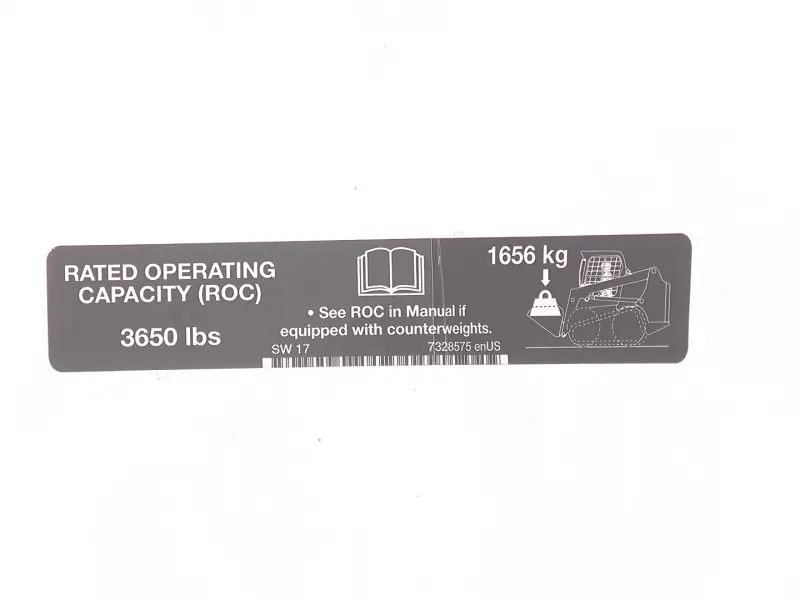 RATED OPERATING
CAPACITY (ROC)
3650 lbs
• See ROC in Manual if
equipped with counterweights.
SW 17
7328575 enUS
1656 kg